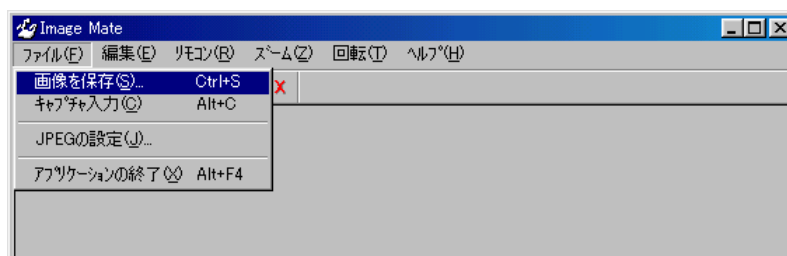 Image Mate
ﾌｧｲﾙ(F) 編集(E) ﾘﾓｺﾝ(R) ｽﾞｰﾑ(Z) 回転(T) ﾍﾙﾌﾟ(H)
画像を保存(S)... Ctrl+S
ｷｬﾌﾟﾁｬ入力(C) Alt+C
JPEGの設定(J)...
ｱﾌﾟﾘｹｰｼｮﾝの終了(X) Alt+F4